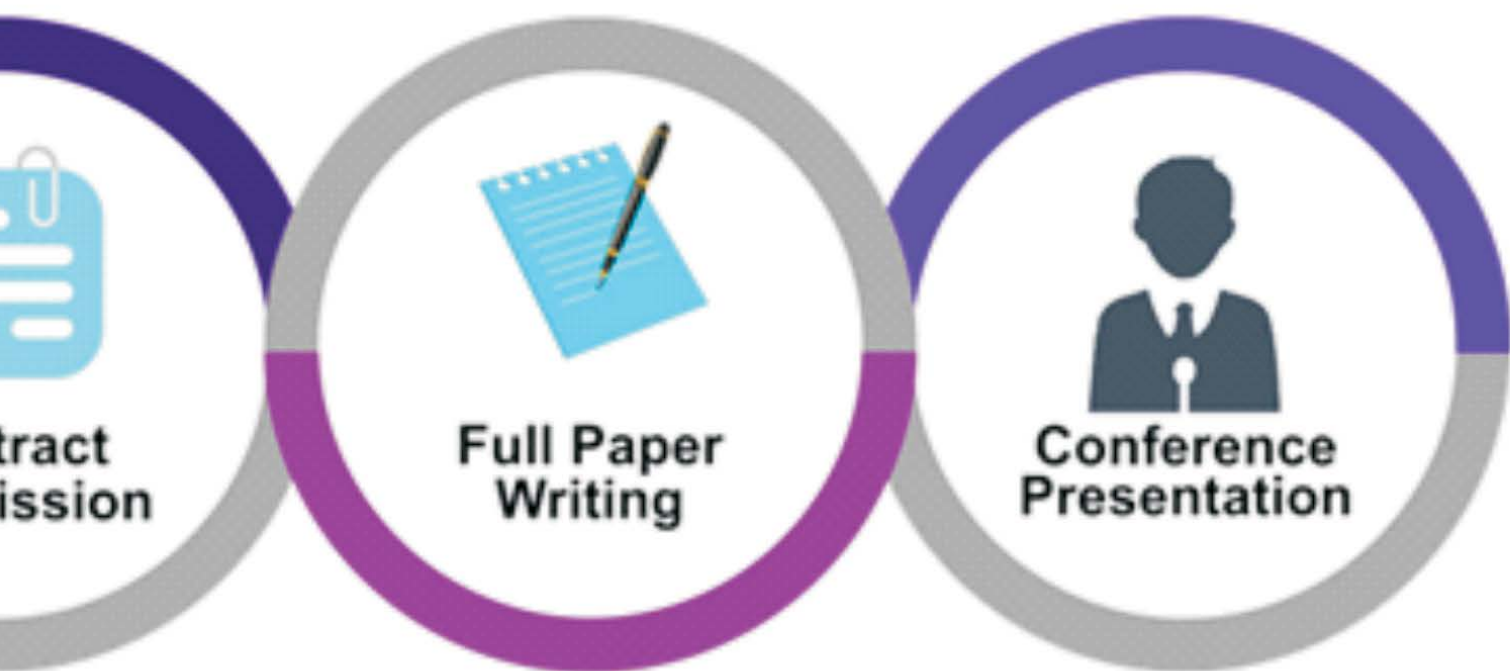 tract
ission
Full Paper
Writing
Conference
Presentation